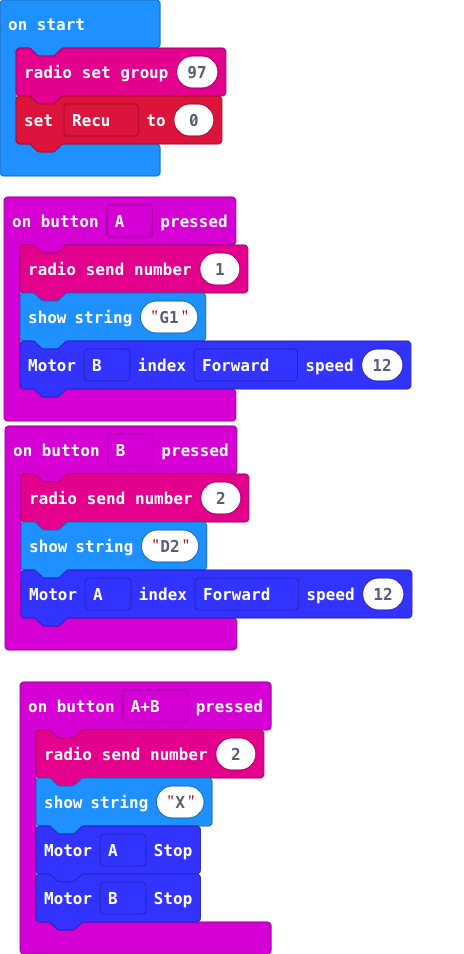 on start
radio set group 97
set Recu to 0
on button A pressed
radio send number 1
show string "G1"
Motor B index Forward speed 12
on button B pressed
radio send number 2
show string "D2"
Motor A index Forward speed 12
on button A+B pressed
radio send number 2
show string "X"
Motor A Stop
Motor B Stop